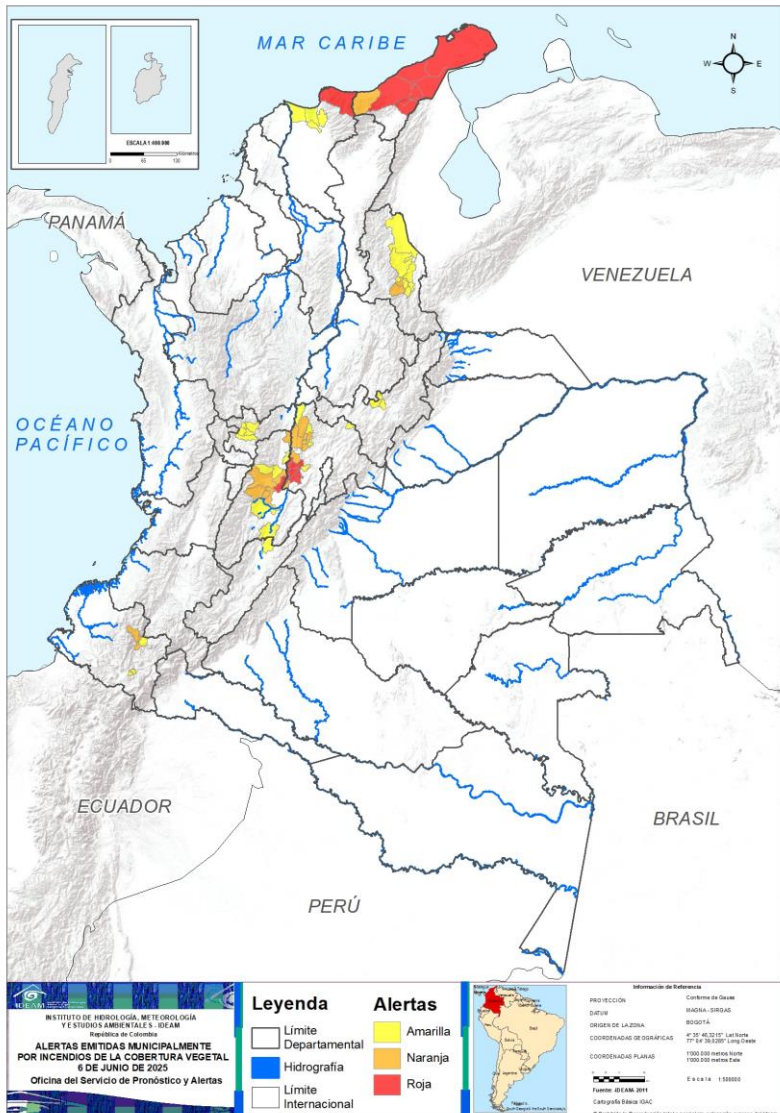 MAR CARIBE
N
W
E
S
ESCALA 1:400.000
PANAMÁ
VENEZUELA
OCÉANO
PACÍFICO
ECUADOR
BRASIL
PERÚ
IDEAM
INSTITUTO DE HIDROLOGÍA, METEOROLOGÍA
Y ESTUDIOS AMBIENTALES - IDEAM
República de Colombia
ALERTAS EMITIDAS MUNICIPALMENTE
POR INCENDIOS DE LA COBERTURA VEGETAL
6 DE JUNIO DE 2025
Oficina del Servicio de Pronóstico y Alertas
Leyenda
Límite
Departamental
Hidrografía
Límite
Internacional
Alertas
Amarilla
Naranja
Roja
Información de Referencia
PROYECCIÓN Conforme de Gauss
DATUM MAGNA-SIRGAS
ORIGEN DE LA ZONA BOGOTÁ
COORDENADAS GEOGRÁFICAS
COORDENADAS PLANAS 1'000.000 metros Norte
1'000.000 metros Este
Escala
Fuente: IDEAM. 2011
Cartografía Básica IGAC